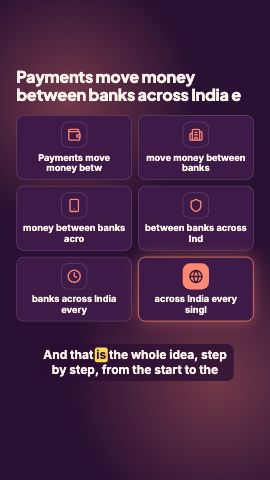 Payments move money
between banks across India e
Payments move
money betw
move money between
banks
money between banks
acro
between banks across
Ind
banks across India
every
across India every
singl
And that is the whole idea, step
by step, from the start to the